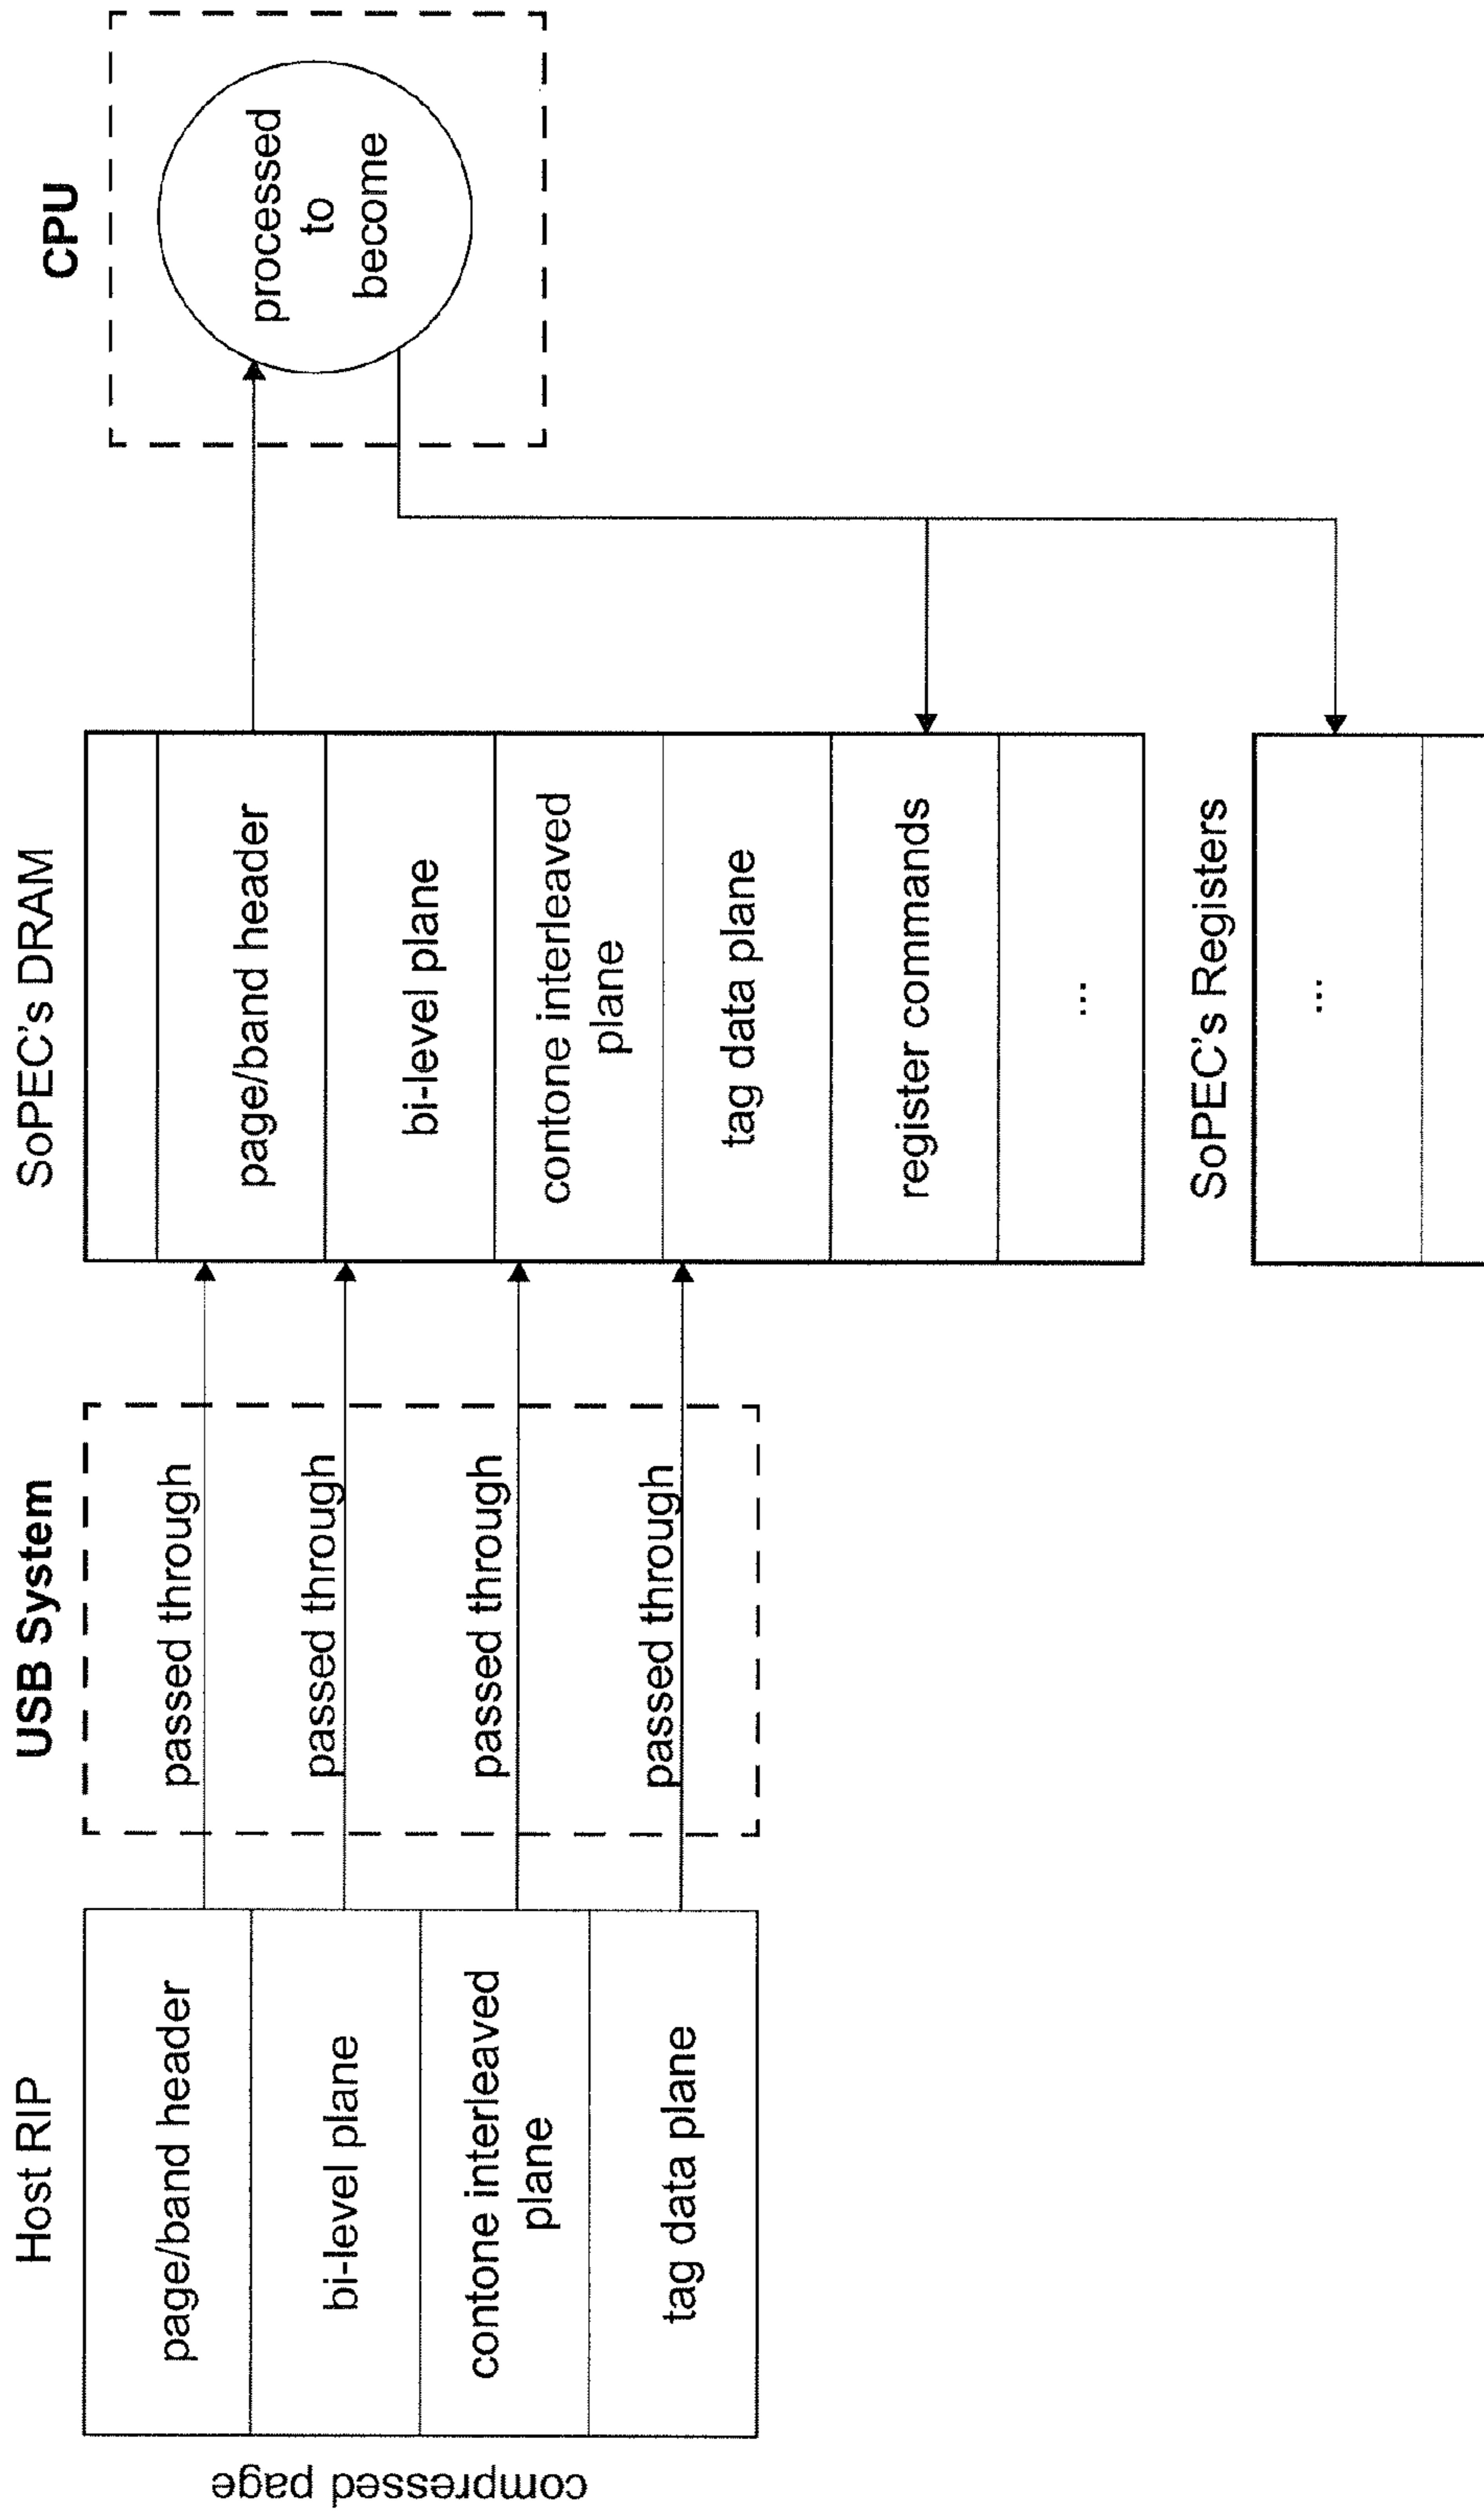 compressed page
Host RIP
page/band header
bi-level plane
contone interleaved
plane
tag data plane
USB System
passed through
passed through
passed through
passed through
SoPEC's DRAM
page/band header
bi-level plane
contone interleaved
plane
tag data plane
register commands
...
SoPEC's Registers
...
CPU
processed
to
become